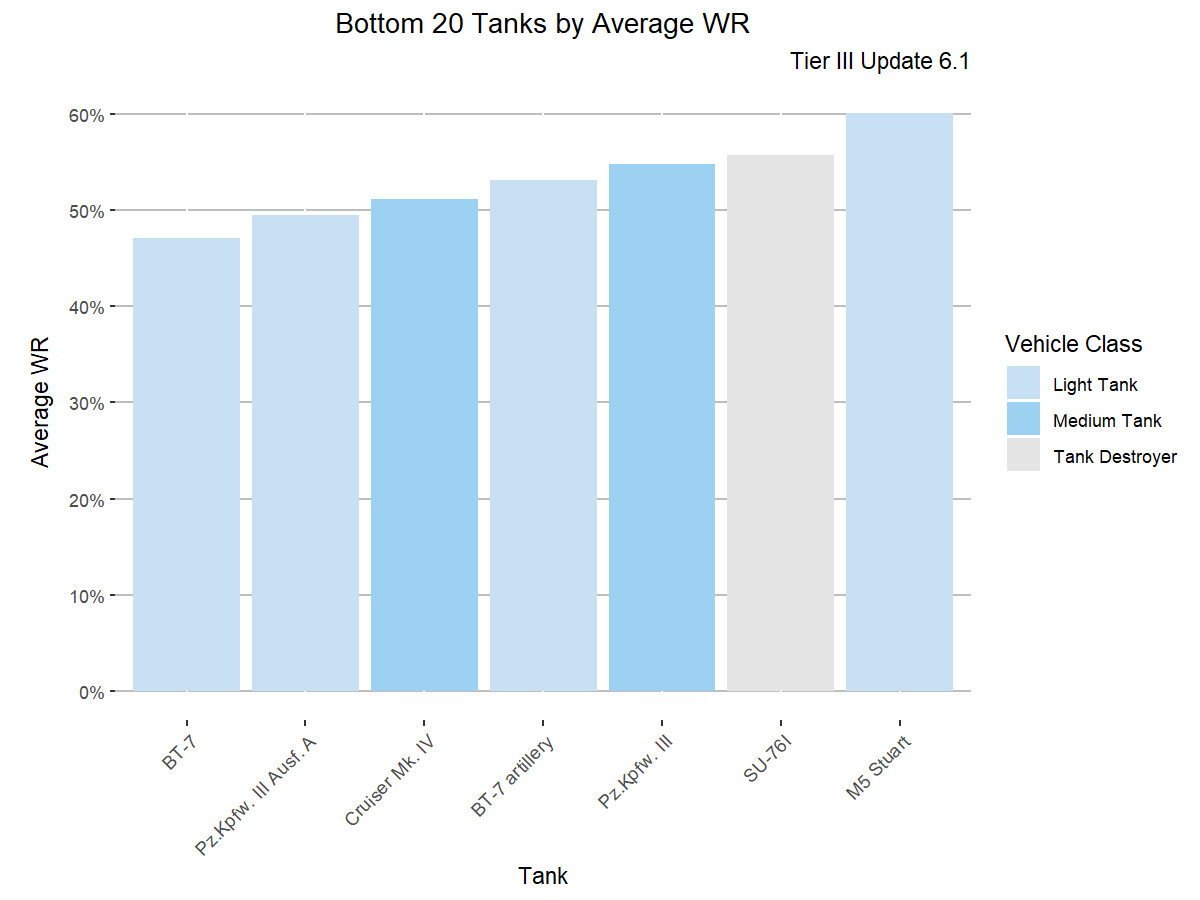 Bottom 20 Tanks by Average WR
Tier III Update 6.1
Average WR
60%
50%
40%
30%
20%
10%
0%
BT-7
Pz.Kpfw. III Ausf. A
Cruiser Mk. IV
BT-7 artillery
Pz.Kpfw. III
SU-76I
M5 Stuart
Tank
Vehicle Class
Light Tank
Medium Tank
Tank Destroyer